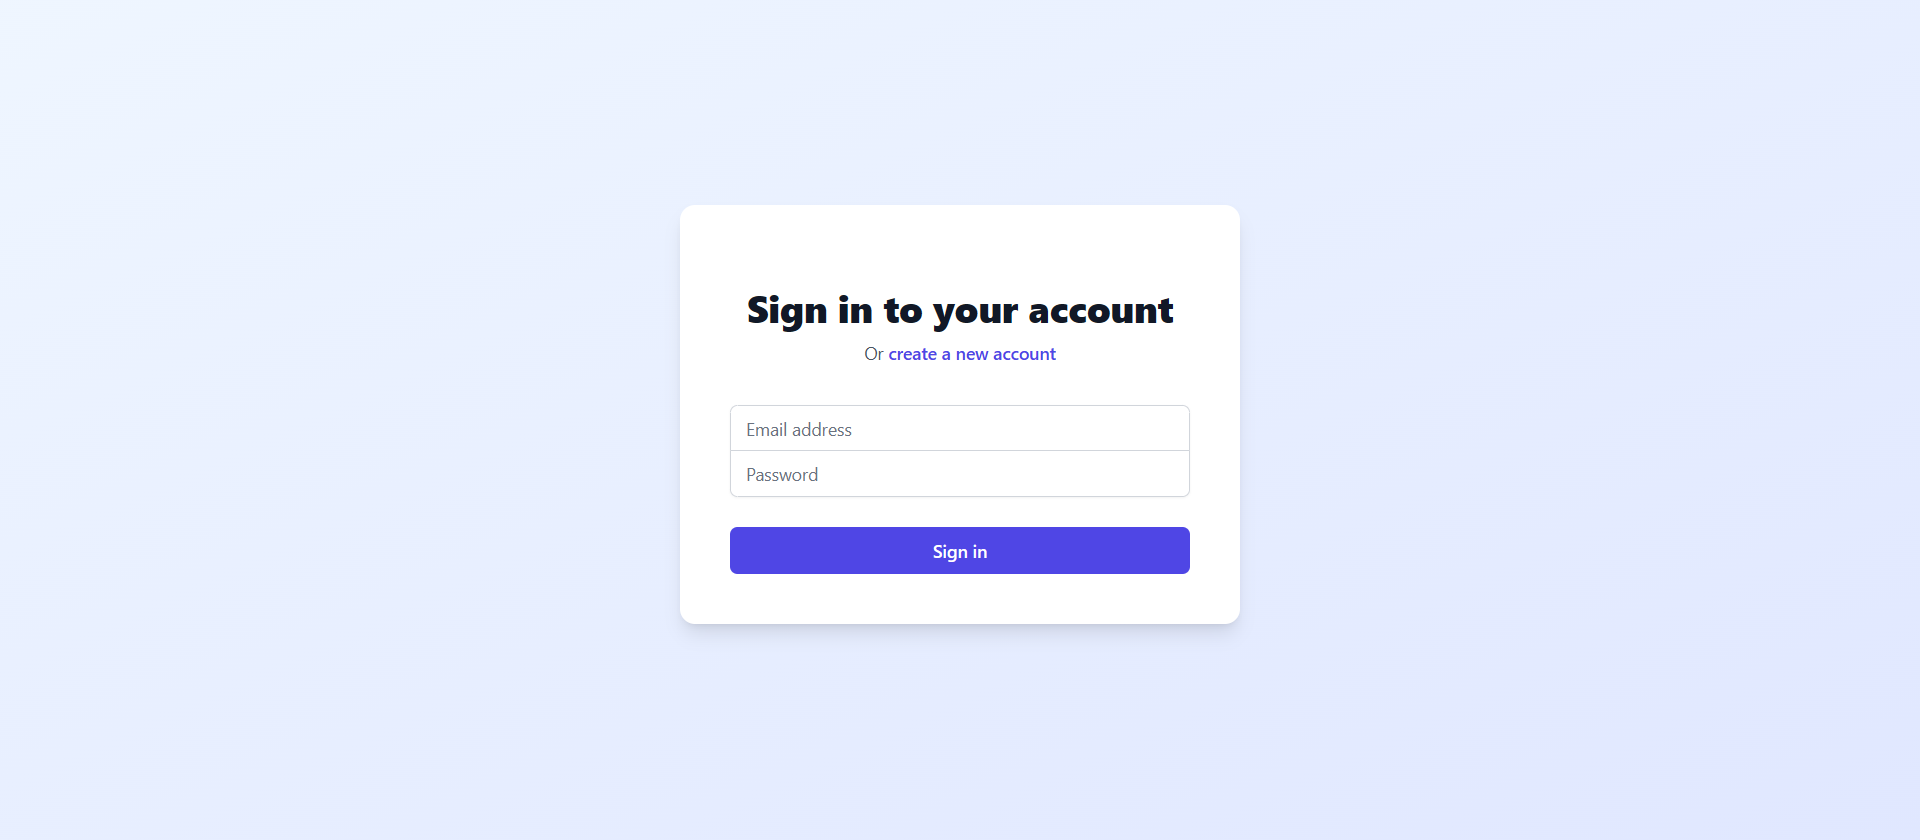 Sign in to your account
Or create a new account
Email address
Password
Sign in